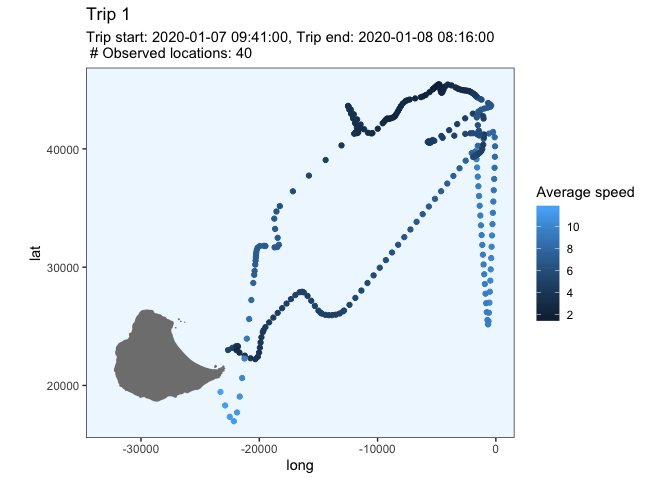 Trip 1
Trip start: 2020-01-07 09:41:00, Trip end: 2020-01-08 08:16:00
# Observed locations: 40
40000
30000
20000
lat
-30000
-20000
-10000
0
long
Average speed
10
8
6
4
2